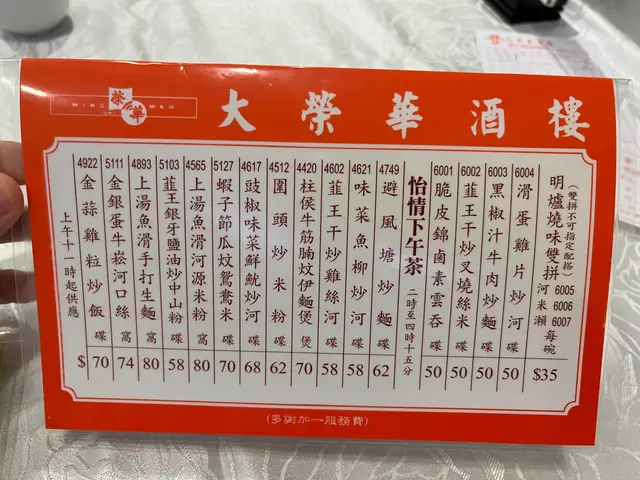 WING WAH
榮華
大榮華酒樓
(雙拼不可指定配搭)
明爐燒味雙拼 6005 河 6006 米 6007 瀨 每碗 $35
6004 滑蛋雞片炒河 碟 50
6003 黑椒汁牛肉炒麵 碟 50
6002 韮王干炒叉燒絲米 碟 50
6001 脆皮錦鹵素雲吞 碟 50
怡情下午茶 二時至四時十五分
4749 避風塘炒麵 碟 62
4621 味菜魚柳炒河 碟 58
4602 韮王干炒雞絲河 碟 58
4420 柱侯牛筋腩炆伊麵煲 煲 70
4512 圍頭炒米粉 碟 62
4617 豉椒味菜鮮魷炒河 碟 68
5127 蝦子節瓜炆鴛鴦米 碟 70
4565 上湯魚滑河源米粉 窩 80
5103 韮王銀牙鹽油炒中山粉 碟 58
4893 上湯魚滑手打生麵 窩 80
5111 金銀蛋牛崧河口絲 窩 74
4922 金蒜雞粒炒飯 碟 $ 70
上午十一時起供應
(多謝加一服務費)